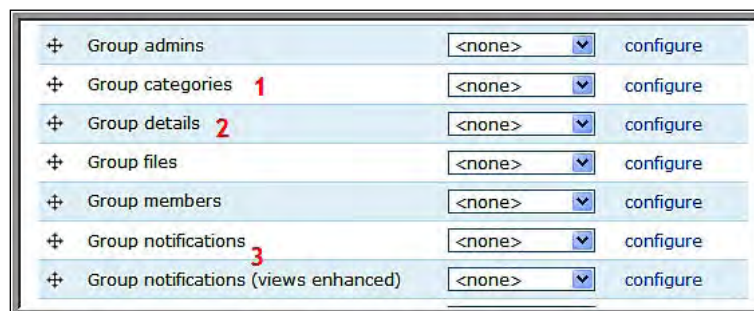 Group admins <none> configure
Group categories 1 <none> configure
Group details 2 <none> configure
Group files <none> configure
Group members <none> configure
Group notifications <none> configure
3
Group notifications (views enhanced) <none> configure